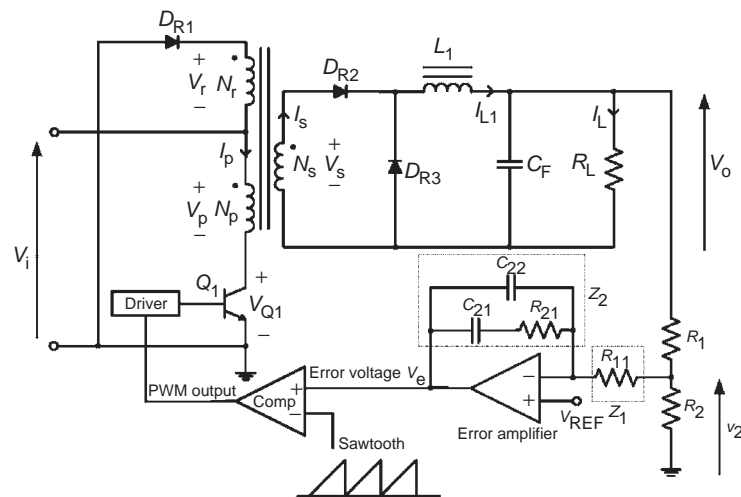 D_R1
L_1
+
V_r
−
N_r
D_R2
I_s
I_L1
I_L
I_p
N_s
+
V_s
−
D_R3
C_F
R_L
V_o
+
V_p
−
N_p
V_i
Q_1
+
V_Q1
−
Driver
C_22
Z_2
C_21
R_21
R_1
R_11
Error voltage V_e
PWM output
+
−
Comp
−
+
V_REF
Z_1
R_2
v_2
Error amplifier
Sawtooth